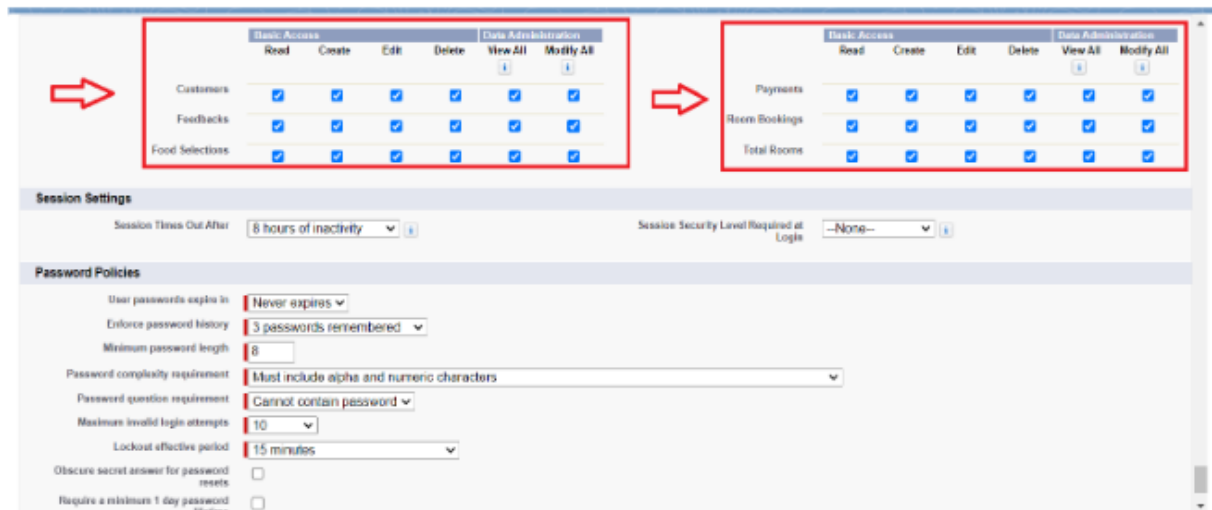 Basic Access Data Administration
Read Create Edit Delete View All Modify All
Customers
Feedbacks
Food Selections
Basic Access Data Administration
Read Create Edit Delete View All Modify All
Payments
Room Bookings
Total Rooms
Session Settings
Session Times Out After 8 hours of inactivity
Session Security Level Required at
Login
--None--
Password Policies
User passwords expire in Never expires
Enforce password history 3 passwords remembered
Minimum password length 8
Password complexity requirement Must include alpha and numeric characters
Password question requirement Cannot contain password
Maximum invalid login attempts 10
Lockout effective period 15 minutes
Obscure secret answer for password
resets
Require a minimum 1 day password